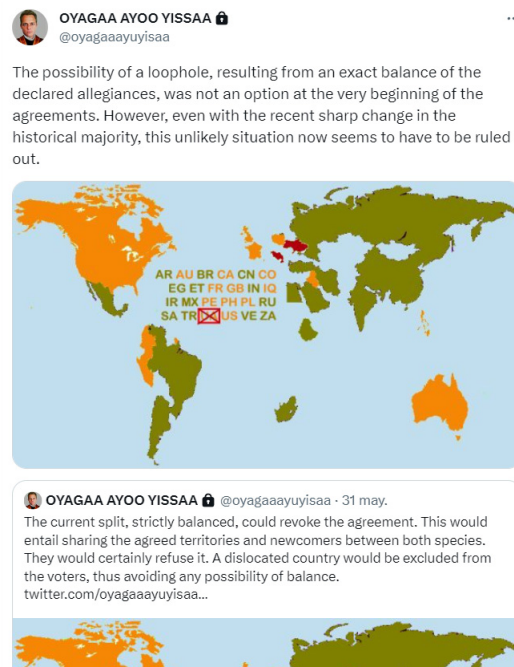 OYAGAA AYOO YISSAA
@oyagaaayuyisaa
The possibility of a loophole, resulting from an exact balance of the
declared allegiances, was not an option at the very beginning of the
agreements. However, even with the recent sharp change in the
historical majority, this unlikely situation now seems to have to be ruled
out.
AR AU BR CA CN CO
EG ET FR GB IN IQ
IR MX PE PH PL RU
SA TR US VE ZA
OYAGAA AYOO YISSAA @oyagaaayuyisaa · 31 may.
The current split, strictly balanced, could revoke the agreement. This would
entail sharing the agreed territories and newcomers between both species.
They would certainly refuse it. A dislocated country would be excluded from
the voters, thus avoiding any possibility of balance.
twitter.com/oyagaaayuyisaa...